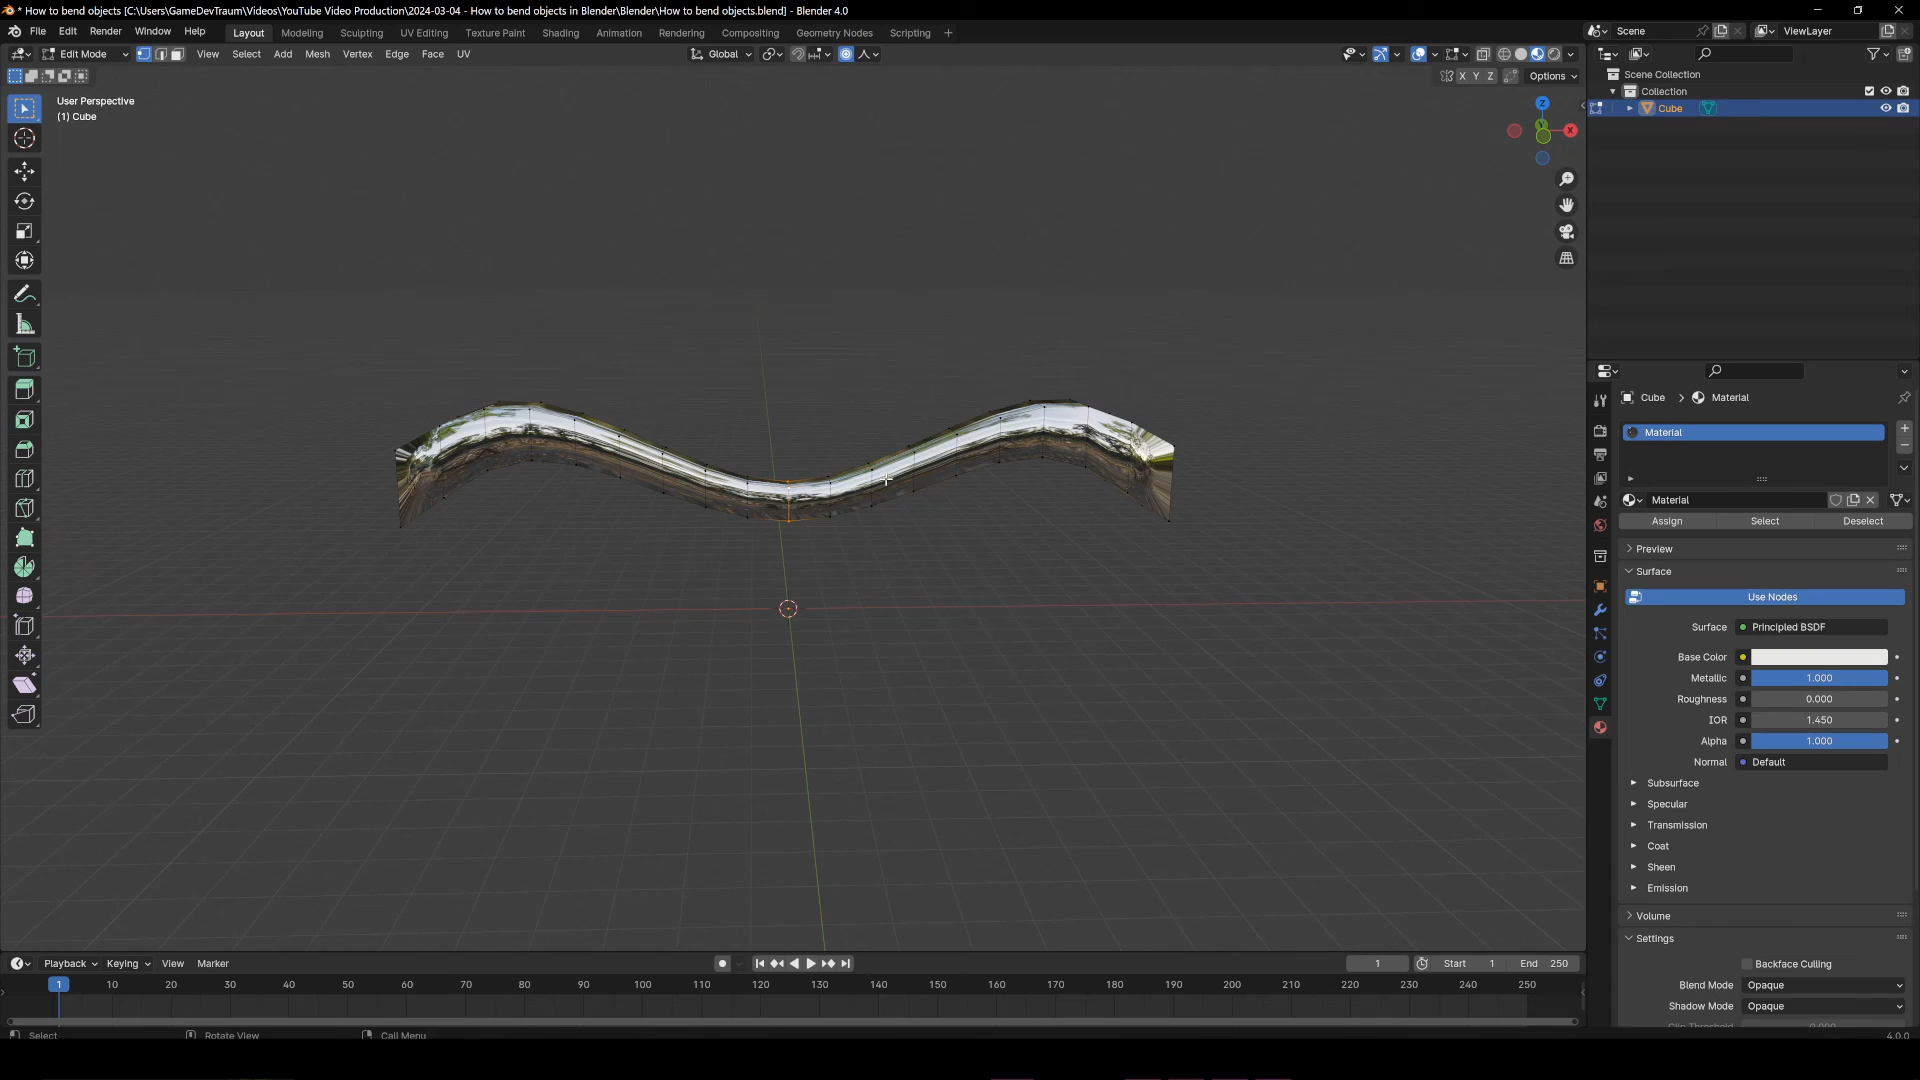 * How to bend objects [C:\Users\GameDevTraum\Videos\YouTube Video Production\2024-03-04 - How to bend objects in Blender\Blender\How to bend objects.blend] - Blender 4.0
File Edit Render Window Help Layout Modeling Sculpting UV Editing Texture Paint Shading Animation Rendering Compositing Geometry Nodes Scripting + Scene ViewLayer
Edit Mode View Select Add Mesh Vertex Edge Face UV Global
X Y Z Options
User Perspective
(1) Cube
Z
X
Scene Collection
Collection
Cube
Cube > Material
Material
Material
Assign Select Deselect
Preview
Surface
Use Nodes
Surface Principled BSDF
Base Color
Metallic 1.000
Roughness 0.000
IOR 1.450
Alpha 1.000
Normal Default
Subsurface
Specular
Transmission
Coat
Sheen
Emission
Volume
Settings
Backface Culling
Blend Mode Opaque
Shadow Mode Opaque
Clip Threshold 0.000
Playback Keying View Marker 1 Start 1 End 250
1 10 20 30 40 50 60 70 80 90 100 110 120 130 140 150 160 170 180 190 200 210 220 230 240 250
Select Rotate View Call Menu 4.0.0